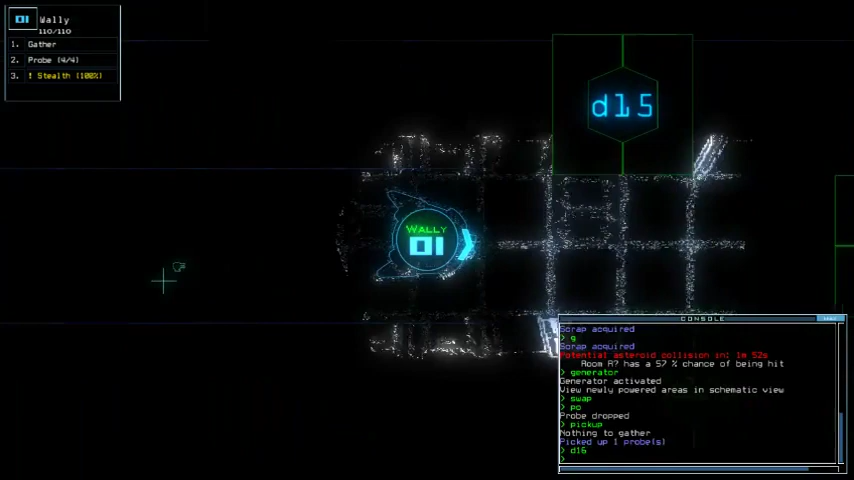 01 Wally
110/110
1. Gather
2. Probe (4/4)
3. ! Stealth (100%)
d15
WALLY
01
CONSOLE
Scrap acquired
> g
Scrap acquired
Potential asteroid collision in: 1m 52s
Room R7 has a 57 % chance of being hit
> generator
Generator activated
View newly powered areas in schematic view
> swap
> po
Probe dropped
> pickup
Nothing to gather
Picked up 1 probe(s)
> d16
>